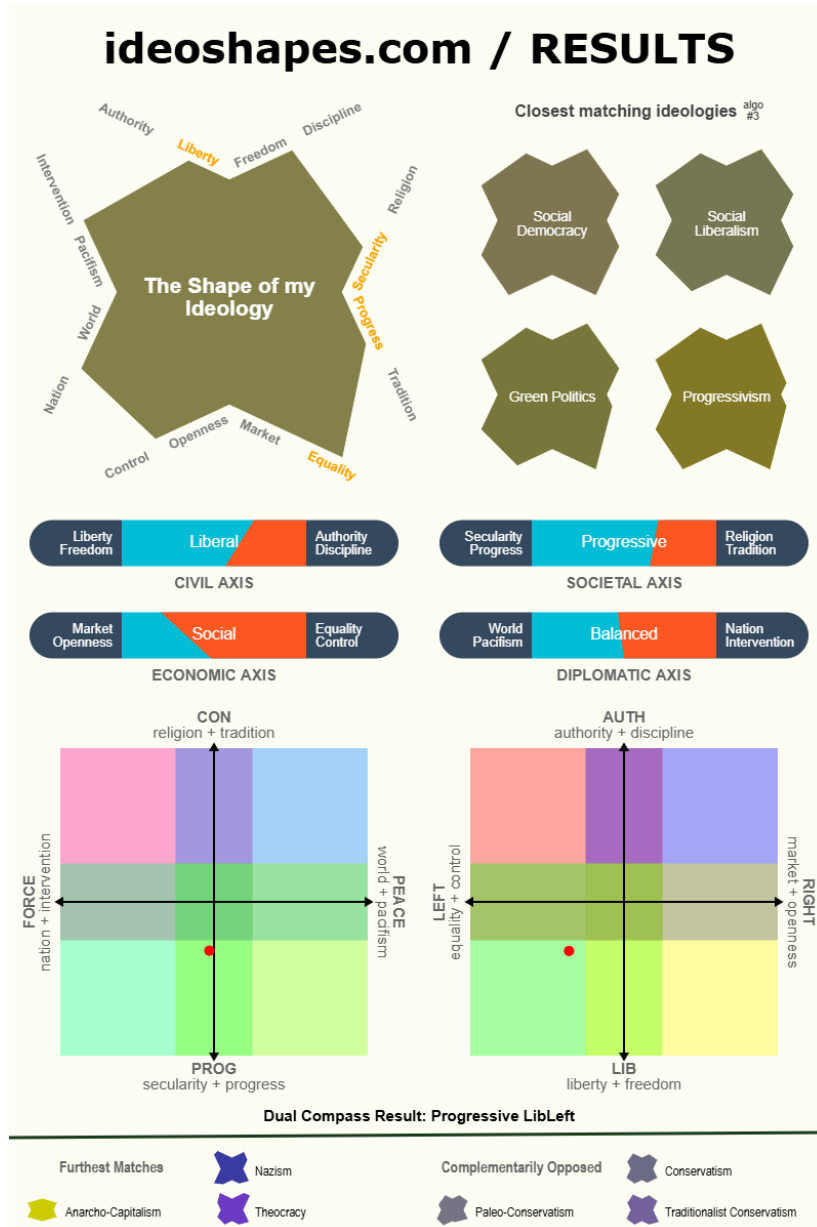 ideoshapes.com / RESULTS
Authority
Liberty
Freedom
Discipline
Intervention
Pacifism
Religion
Secularity
The Shape of my
Ideology
World
Progress
Nation
Tradition
Control
Openness
Market
Equality
Closest matching ideologies
algo
#3
Social
Democracy
Social
Liberalism
Green Politics
Progressivism
Liberty
Freedom
Liberal
Authority
Discipline
CIVIL AXIS
Secularity
Progress
Progressive
Religion
Tradition
SOCIETAL AXIS
Market
Openness
Social
Equality
Control
ECONOMIC AXIS
World
Pacifism
Balanced
Nation
Intervention
DIPLOMATIC AXIS
CON
religion + tradition
FORCE
nation + intervention
PEACE
world + pacifism
PROG
secularity + progress
AUTH
authority + discipline
LEFT
equality + control
RIGHT
market + openness
LIB
liberty + freedom
Dual Compass Result: Progressive LibLeft
Furthest Matches
Nazism
Anarcho-Capitalism
Theocracy
Complementarily Opposed
Conservatism
Paleo-Conservatism
Traditionalist Conservatism